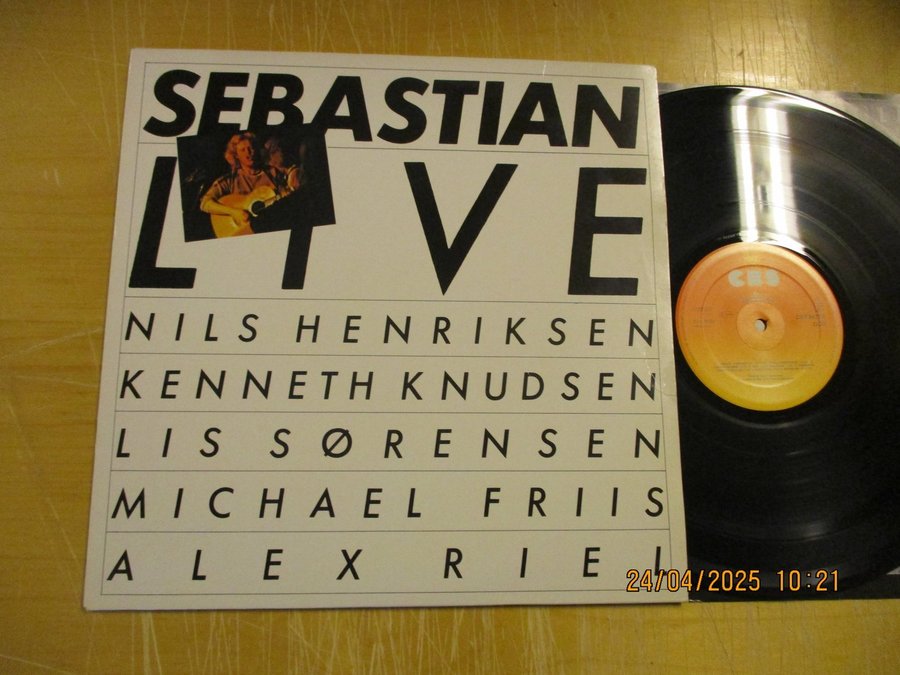 SEBASTIAN
LIVE
NILS HENRIKSEN
KENNETH KNUDSEN
LIS SØRENSEN
MICHAEL FRIIS
ALEX RIEL
CBS
24/04/2025 10:21